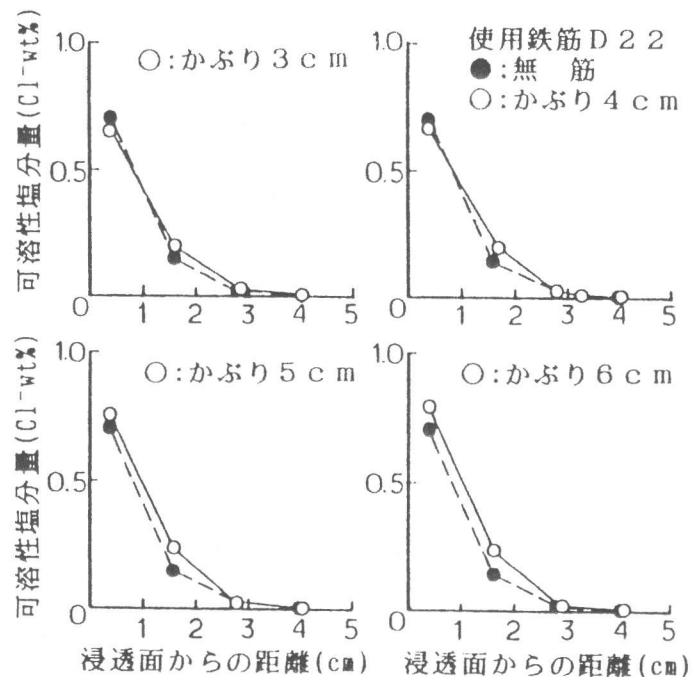 可溶性塩分量(Cl-wt%)
1.0
0.5
0
1 2 3 4 5
○:かぶり3cm
1.0
0.5
0
1 2 3 4 5
使用鉄筋D22
●:無 筋
○:かぶり4cm
可溶性塩分量(Cl-wt%)
1.0
0.5
0
1 2 3 4 5
○:かぶり5cm
浸透面からの距離(cm)
1.0
0.5
0
1 2 3 4 5
○:かぶり6cm
浸透面からの距離(cm)